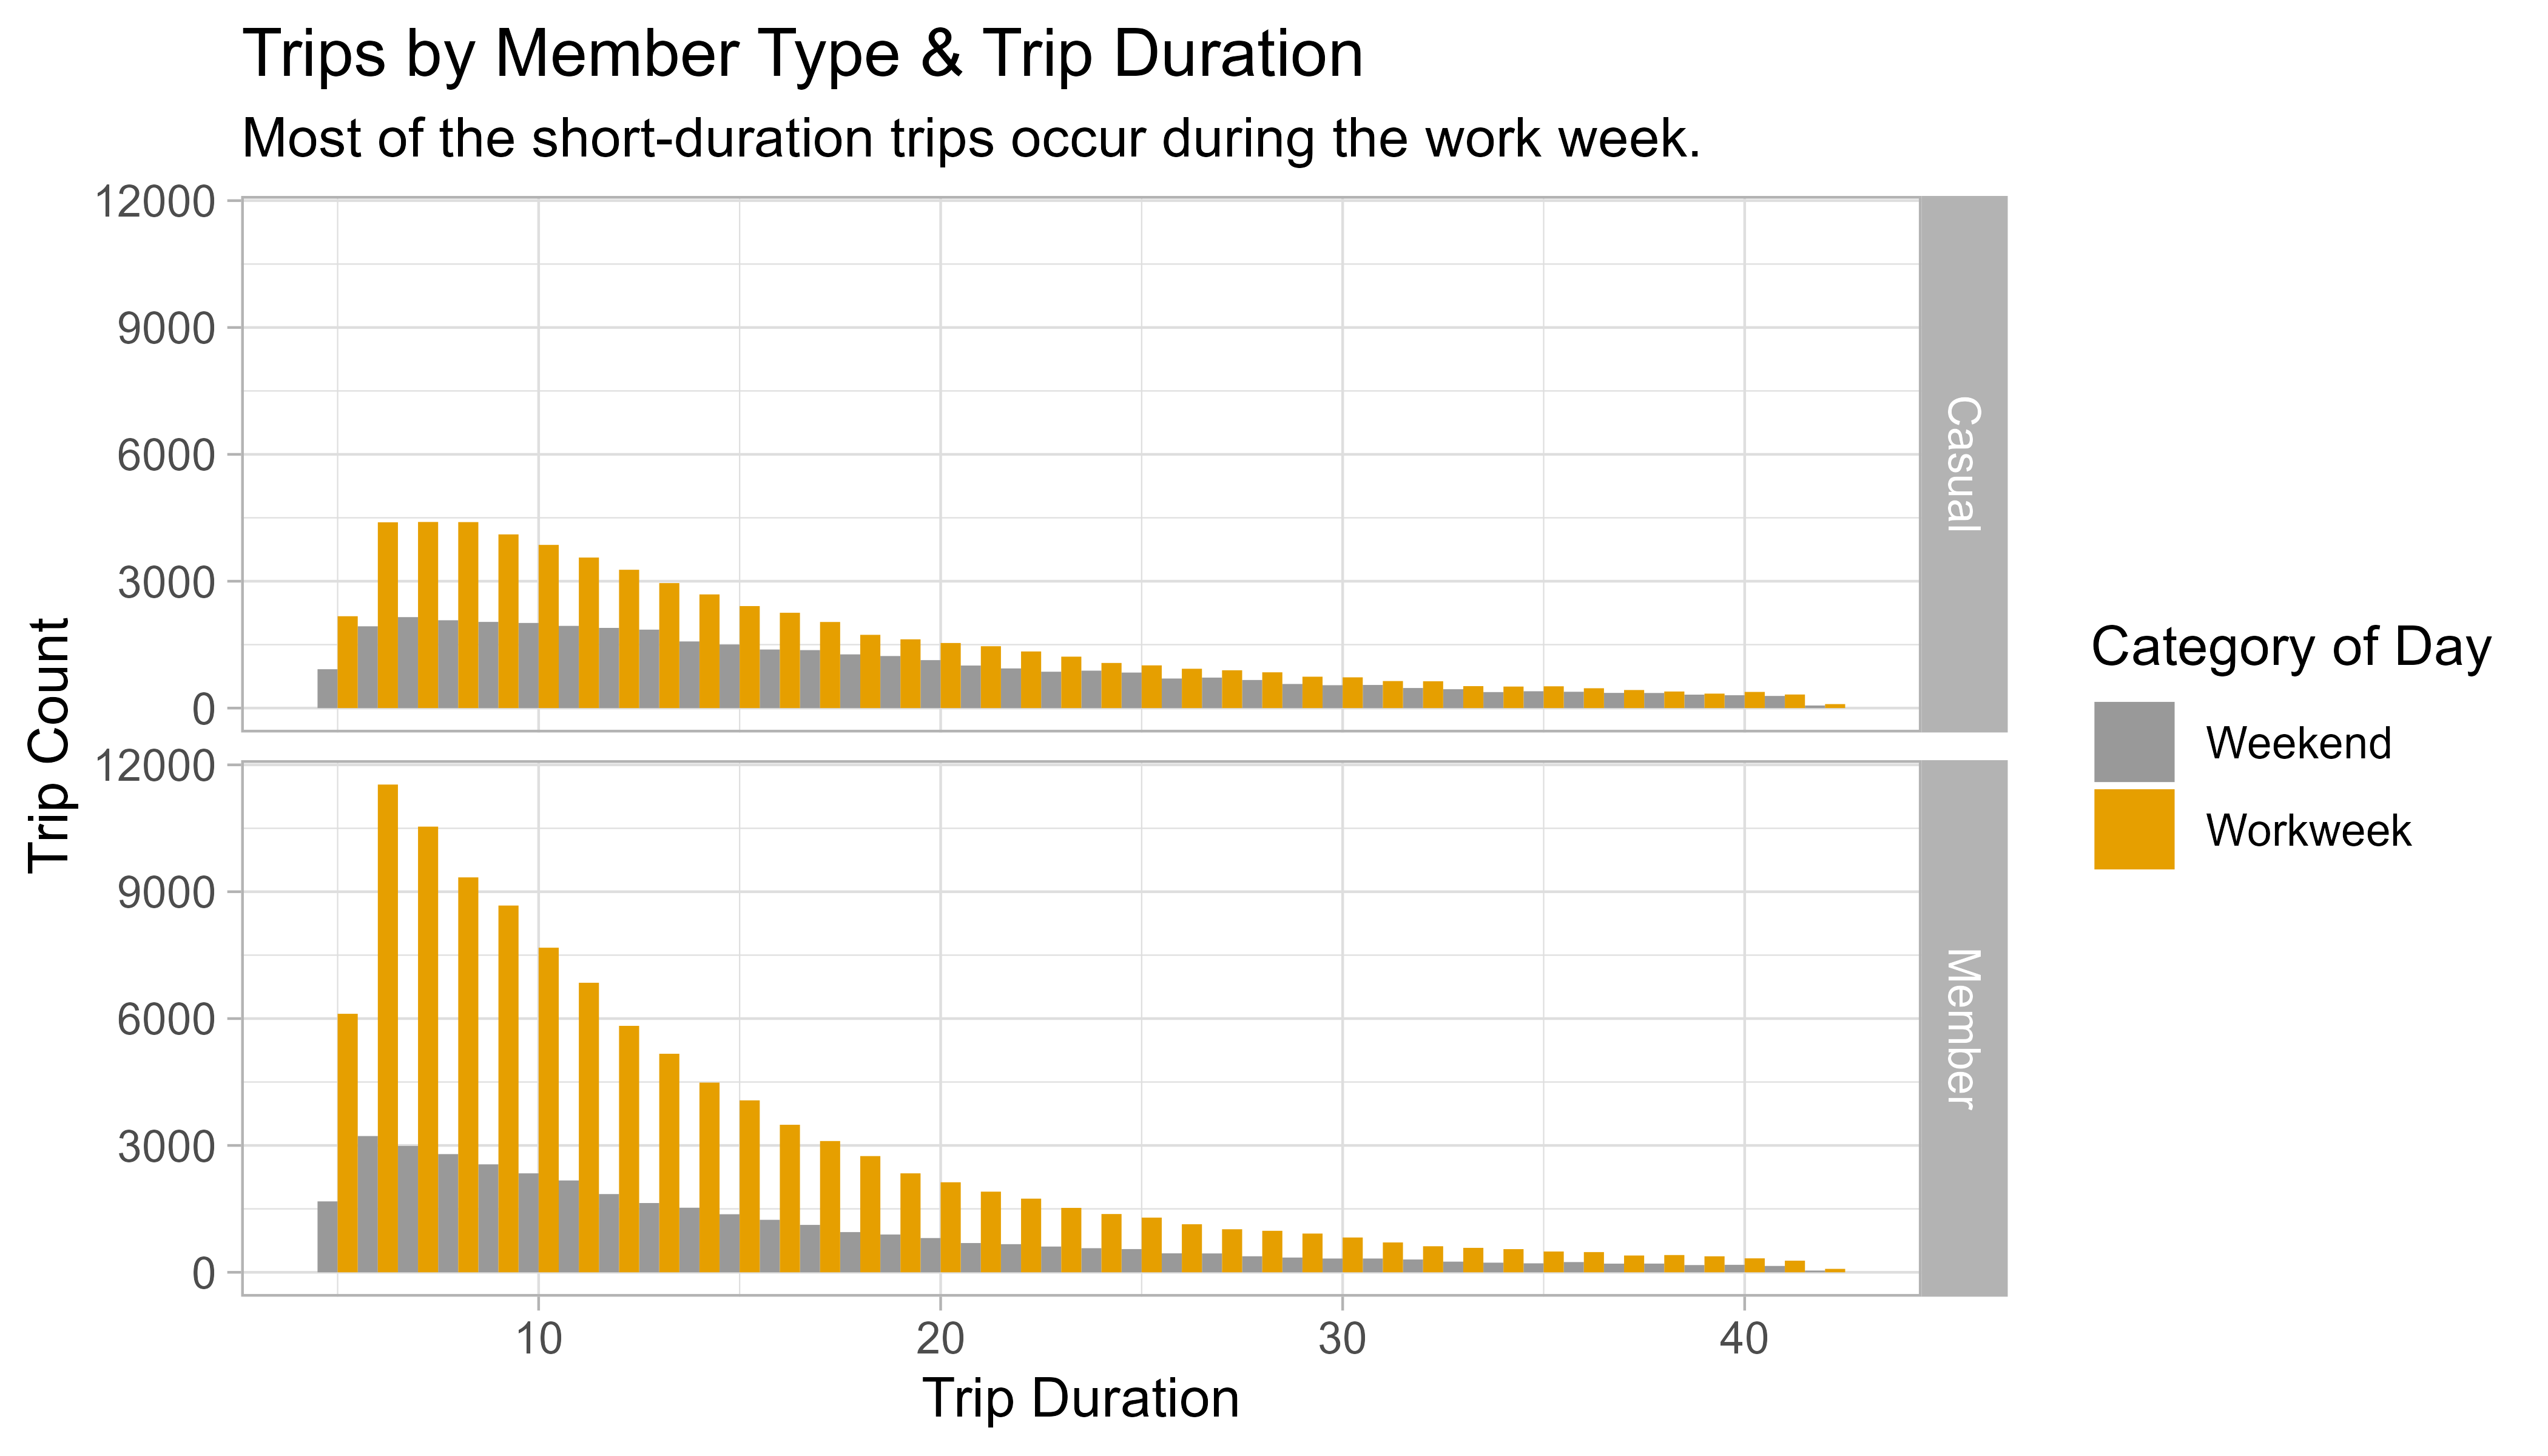 Trips by Member Type & Trip Duration
Most of the short-duration trips occur during the work week.
Trip Count
12000
9000
6000
3000
0
Casual
12000
9000
6000
3000
0
Member
10
20
30
40
Trip Duration
Category of Day
Weekend
Workweek